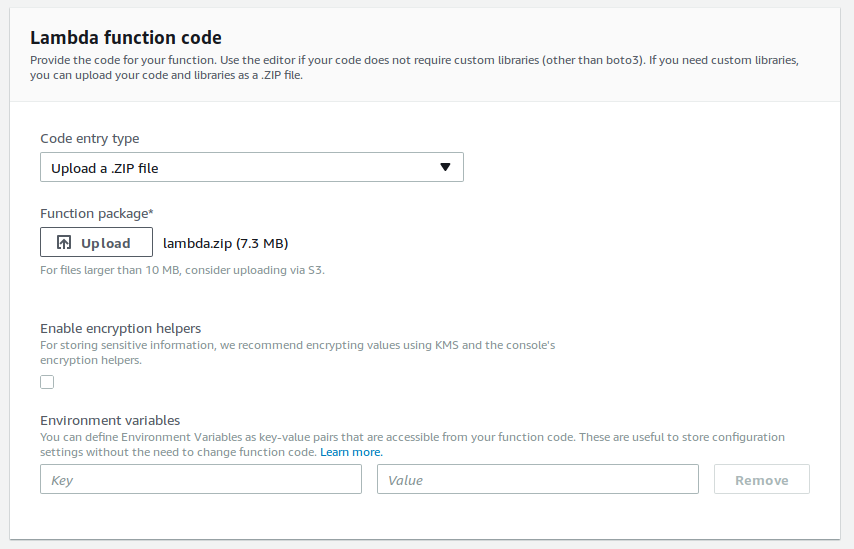 Lambda function code
Provide the code for your function. Use the editor if your code does not require custom libraries (other than boto3). If you need custom libraries,
you can upload your code and libraries as a .ZIP file.
Code entry type
Upload a .ZIP file
Function package*
Upload lambda.zip (7.3 MB)
For files larger than 10 MB, consider uploading via S3.
Enable encryption helpers
For storing sensitive information, we recommend encrypting values using KMS and the console's
encryption helpers.
Environment variables
You can define Environment Variables as key-value pairs that are accessible from your function code. These are useful to store configuration
settings without the need to change function code. Learn more.
Key Value Remove